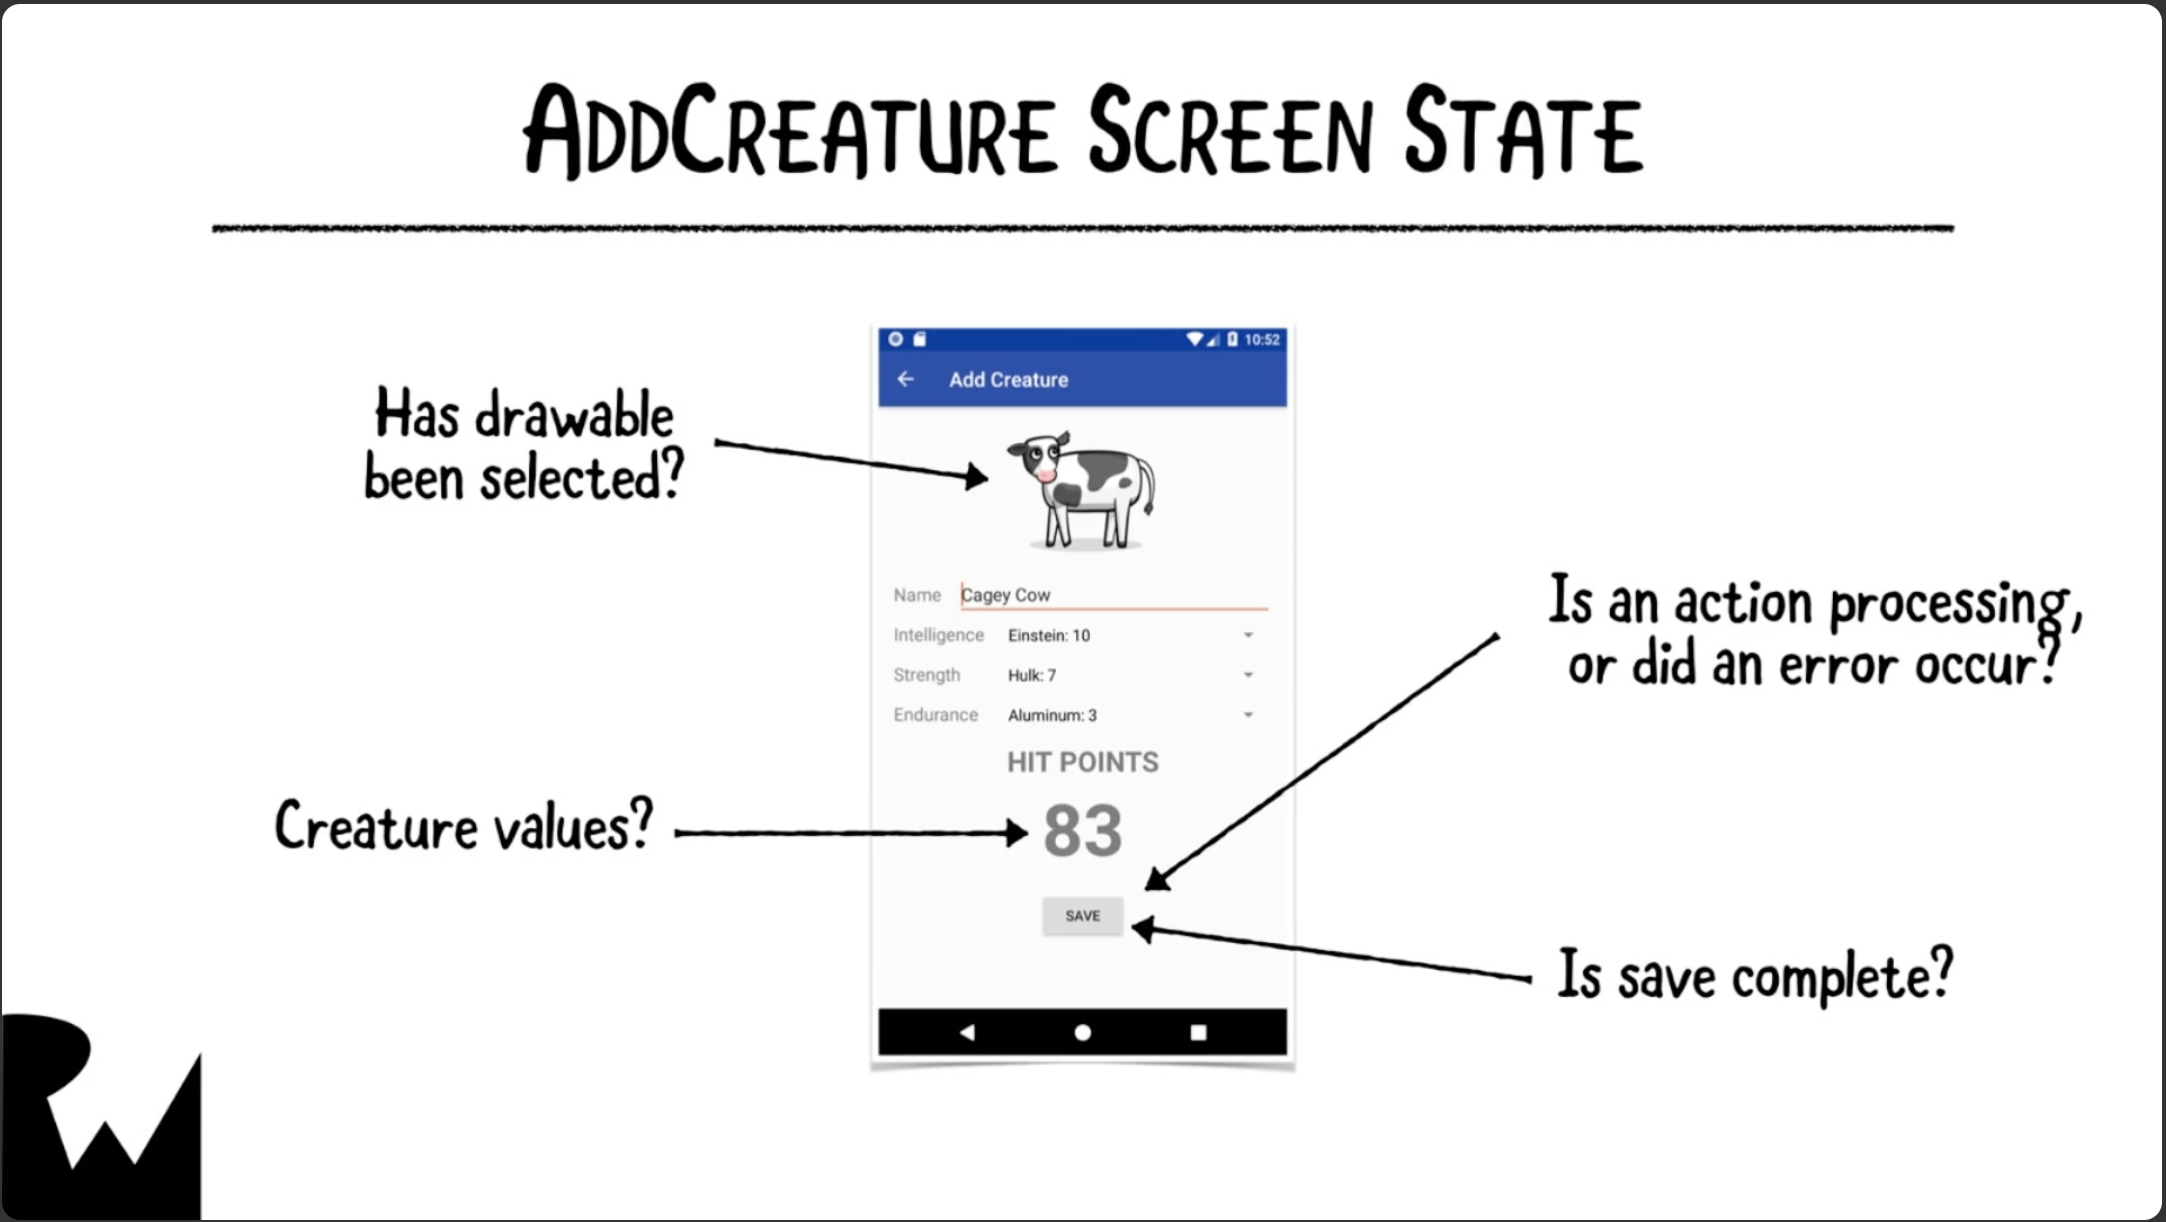 AddCreature Screen State
10:52
Add Creature
Has drawable
been selected?
Name Cagey Cow
Intelligence Einstein: 10
Strength Hulk: 7
Endurance Aluminum: 3
HIT POINTS
Creature values?
83
Is an action processing,
or did an error occur?
SAVE
Is save complete?
RW